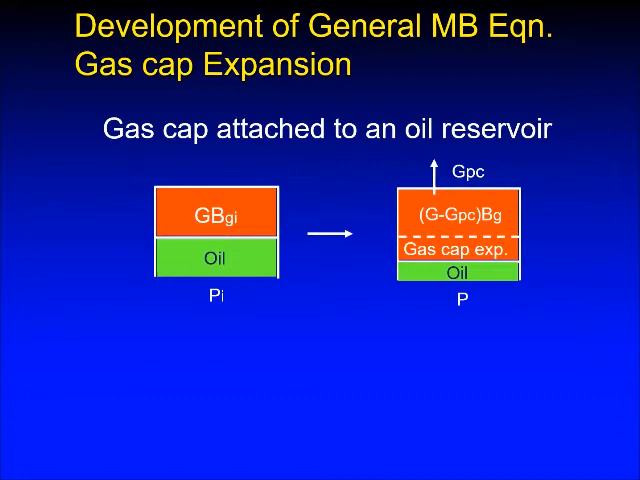 Development of General MB Eqn.
Gas cap Expansion
Gas cap attached to an oil reservoir
Gpc
GBgi
(G-Gpc)Bg
Gas cap exp.
Oil
Oil
Pi
P